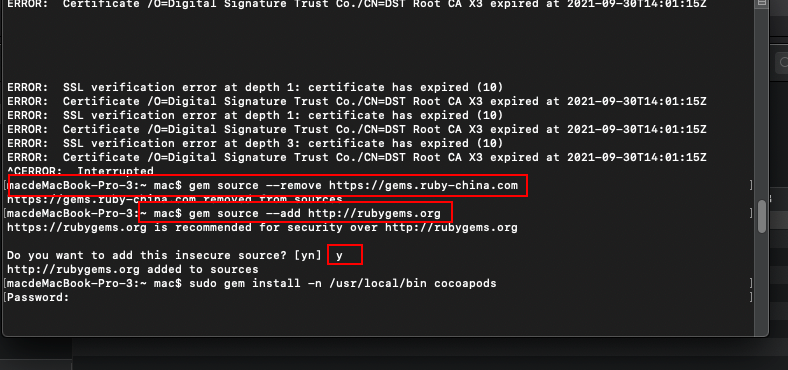 ERROR:  Certificate /O=Digital Signature Trust Co./CN=DST Root CA X3 expired at 2021-09-30T14:01:15Z
ERROR:  SSL verification error at depth 1: certificate has expired (10)
ERROR:  Certificate /O=Digital Signature Trust Co./CN=DST Root CA X3 expired at 2021-09-30T14:01:15Z
ERROR:  SSL verification error at depth 1: certificate has expired (10)
ERROR:  Certificate /O=Digital Signature Trust Co./CN=DST Root CA X3 expired at 2021-09-30T14:01:15Z
ERROR:  SSL verification error at depth 3: certificate has expired (10)
ERROR:  Certificate /O=Digital Signature Trust Co./CN=DST Root CA X3 expired at 2021-09-30T14:01:15Z
^CERROR:  Interrupted
[macdeMacBook-Pro-3:~ mac$ gem source --remove https://gems.ruby-china.com ]
https://gems.ruby-china.com removed from sources
[macdeMacBook-Pro-3:~ mac$ gem source --add http://rubygems.org ]
https://rubygems.org is recommended for security over http://rubygems.org
Do you want to add this insecure source? [yn]  y
http://rubygems.org added to sources
[macdeMacBook-Pro-3:~ mac$ sudo gem install -n /usr/local/bin cocoapods ]
[Password: ]